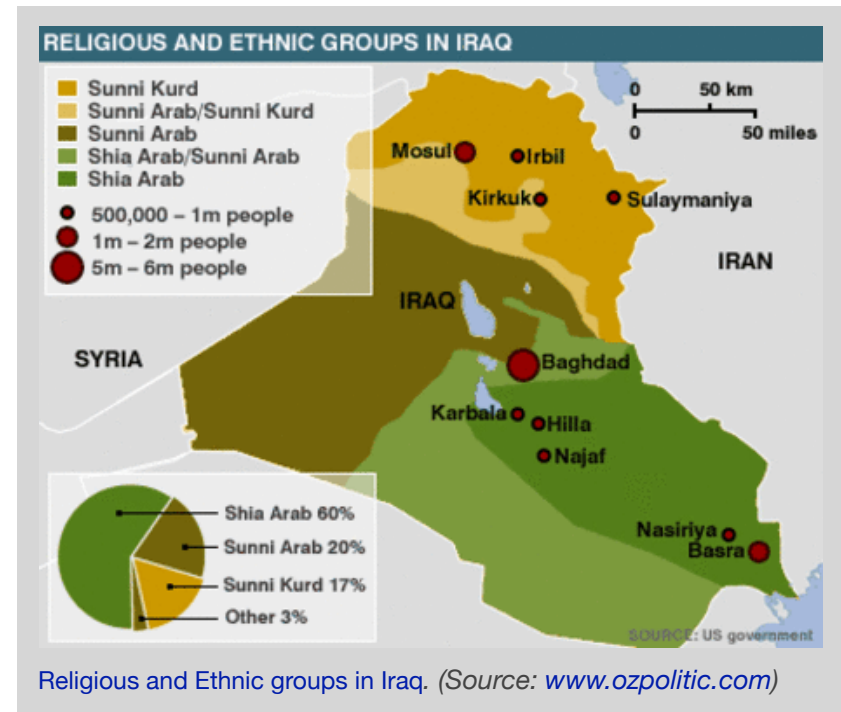 RELIGIOUS AND ETHNIC GROUPS IN IRAQ
Sunni Kurd
Sunni Arab/Sunni Kurd
Sunni Arab
Shia Arab/Sunni Arab
Shia Arab
500,000 – 1m people
1m – 2m people
5m – 6m people
0 50 km
0 50 miles
Mosul
Irbil
Kirkuk
Sulaymaniya
IRAN
IRAQ
SYRIA
Baghdad
Karbala
Hilla
Najaf
Nasiriya
Basra
Shia Arab 60%
Sunni Arab 20%
Sunni Kurd 17%
Other 3%
SOURCE: US government
Religious and Ethnic groups in Iraq. (Source: www.ozpolitic.com)